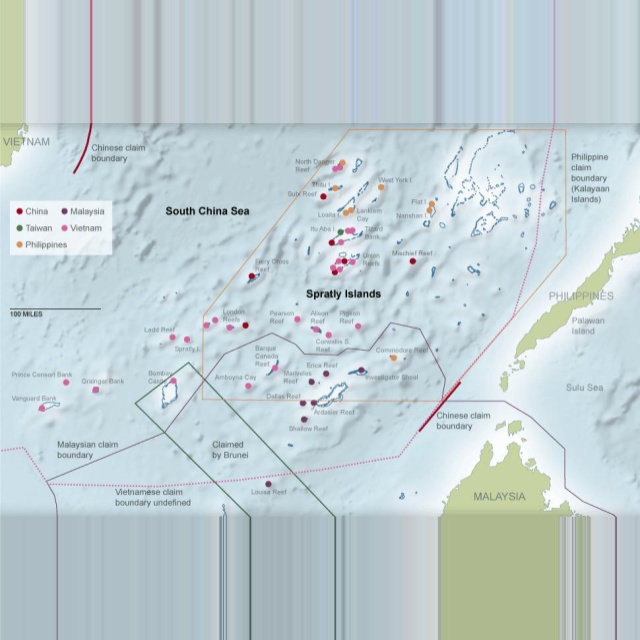 VIETNAM
Chinese claim
boundary
North Danger
Reef
Thitu I.
West York I.
Subi Reef
Philippine
claim
boundary
(Kalayaan
Islands)
South China Sea
Loaita I.
Lankiam
Cay
Flat I.
Nanshan I.
China
Malaysia
Taiwan
Vietnam
Philippines
Itu Aba I.
Tizard
Bank
Union
Reefs
Mischief Reef
Fiery Cross
Reef
Spratly Islands
PHILIPPINES
100 MILES
London
Reefs
Pearson
Reef
Alison
Reef
Pigeon
Reef
Palawan
Island
Ladd Reef
Spratly I.
Cornwallis S.
Reef
Barque
Canada
Reef
Commodore Reef
Prince Consort Bank
Grainger Bank
Bombay
Castle
Amboyna Cay
Mariveles
Reef
Erica Reef
Investigator Shoal
Sulu Sea
Vanguard Bank
Dallas Reef
Ardasier Reef
Chinese claim
boundary
Shallow Reef
Malaysian claim
boundary
Claimed
by Brunei
Vietnamese claim
boundary undefined
Louisa Reef
MALAYSIA